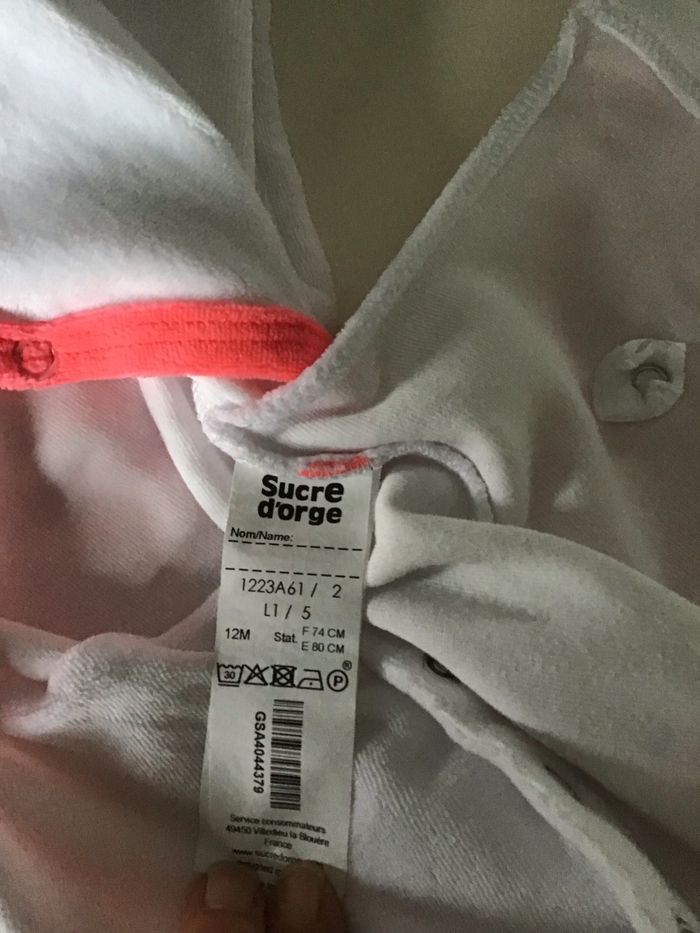 Sucre
d'orge
Nom/Name:
1223A61 / 2
L1 / 5
12M Stat. F 74 CM
E 80 CM
30 P ®
GSA4044379
Service consommateurs
49450 Villedieu la Blouère
France